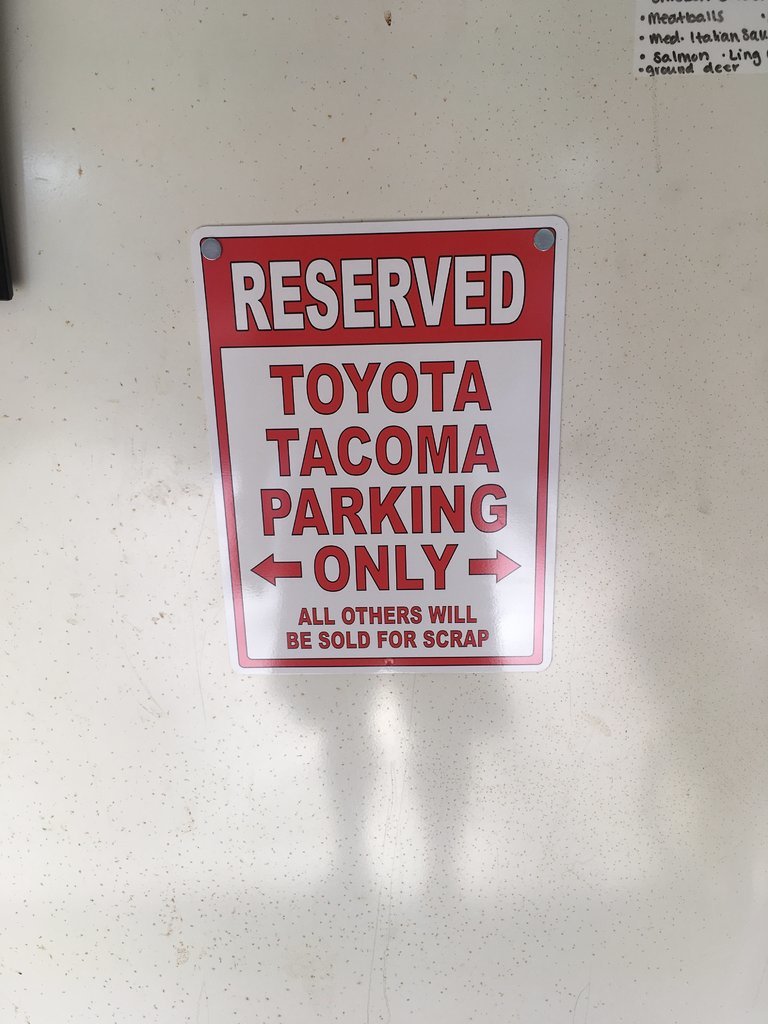 • Meatballs
• med. Italian Sau
• Salmon • Ling
• ground deer
RESERVED
TOYOTA
TACOMA
PARKING
ONLY
ALL OTHERS WILL
BE SOLD FOR SCRAP